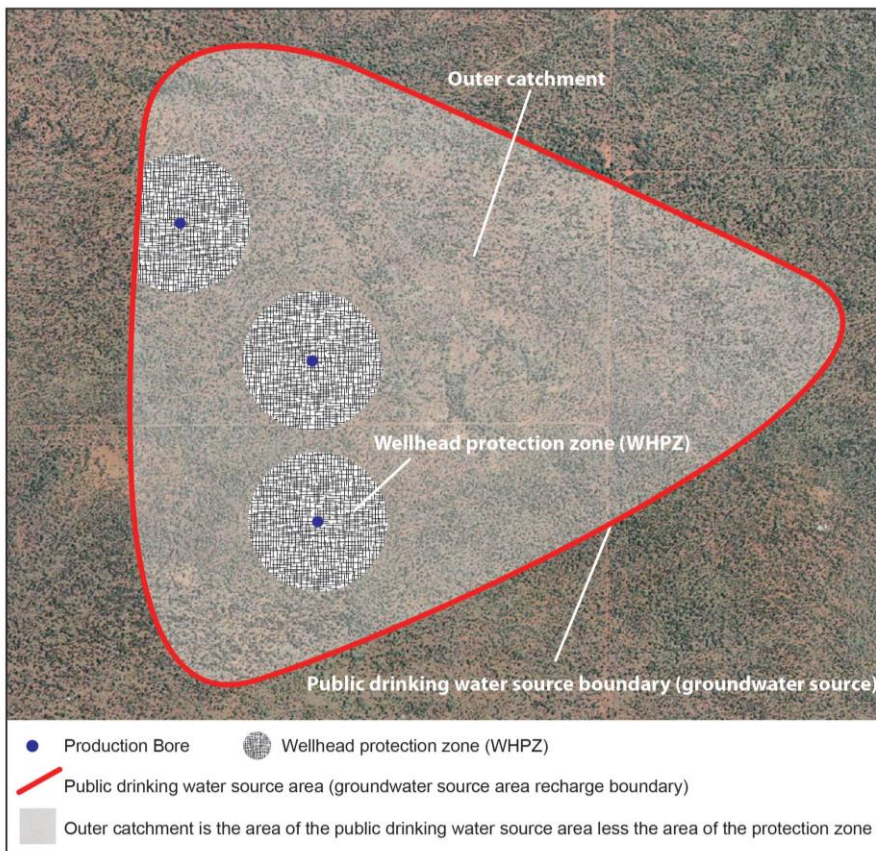 Outer catchment
Wellhead protection zone (WHPZ)
Public drinking water source boundary (groundwater source)
Production Bore
Wellhead protection zone (WHPZ)
Public drinking water source area (groundwater source area recharge boundary)
Outer catchment is the area of the public drinking water source area less the area of the protection zone